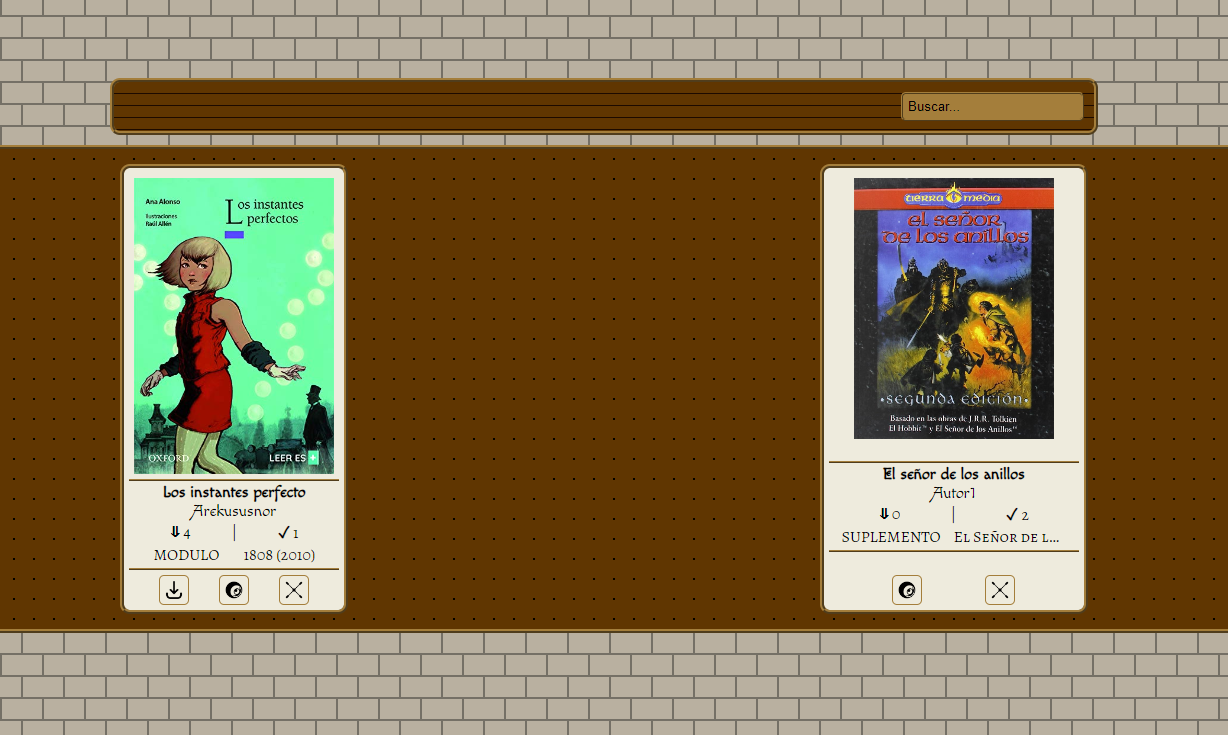 Buscar...
Ana Alonso
Ilustraciones
Raúl Allén
Los instantes
perfectos
OXFORD
LEER ES +
Los instantes perfecto
Arekususnor
4 | 1
MODULO 1808 (2010)
tierra media
el señor
de los anillos
•SEGUNDA EDICIÓN•
Basado en las obras de J.R.R. Tolkien
El Hobbit™ y El Señor de los Anillos™
El señor de los anillos
Autor1
0 | 2
SUPLEMENTO El Señor de l...